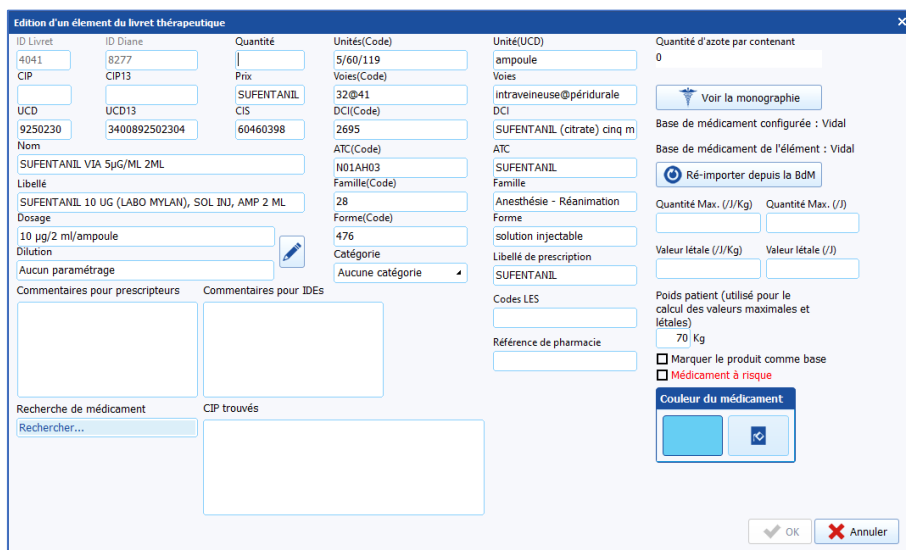 Edition d'un élement du livret thérapeutique
ID Livret ID Diane Quantité Unités(Code) Unité(UCD) Quantité d'azote par contenant
4041 8277 5/60/119 ampoule 0
CIP CIP13 Prix Voies(Code) Voies
SUFENTANIL 32@41 intraveineuse@péridurale Voir la monographie
UCD UCD13 CIS DCI(Code) DCI
9250230 3400892502304 60460398 2695 SUFENTANIL (citrate) cinq m Base de médicament configurée : Vidal
Nom ATC(Code) ATC Base de médicament de l'élément : Vidal
SUFENTANIL VIA 5µG/ML 2ML N01AH03 SUFENTANIL
Libellé Famille(Code) Famille Ré-importer depuis la BdM
SUFENTANIL 10 UG (LABO MYLAN), SOL INJ, AMP 2 ML 28 Anesthésie - Réanimation Quantité Max. (/J/Kg) Quantité Max. (/J)
Dosage Forme(Code) Forme
10 µg/2 ml/ampoule 476 solution injectable
Dilution Catégorie Libellé de prescription Valeur létale (/J/Kg) Valeur létale (/J)
Aucun paramétrage Aucune catégorie SUFENTANIL
Commentaires pour prescripteurs Commentaires pour IDEs Codes LES Poids patient (utilisé pour le
calcul des valeurs maximales et
létales)
Référence de pharmacie 70 Kg
Marquer le produit comme base
Médicament à risque
Couleur du médicament
Recherche de médicament CIP trouvés
Rechercher...
OK Annuler